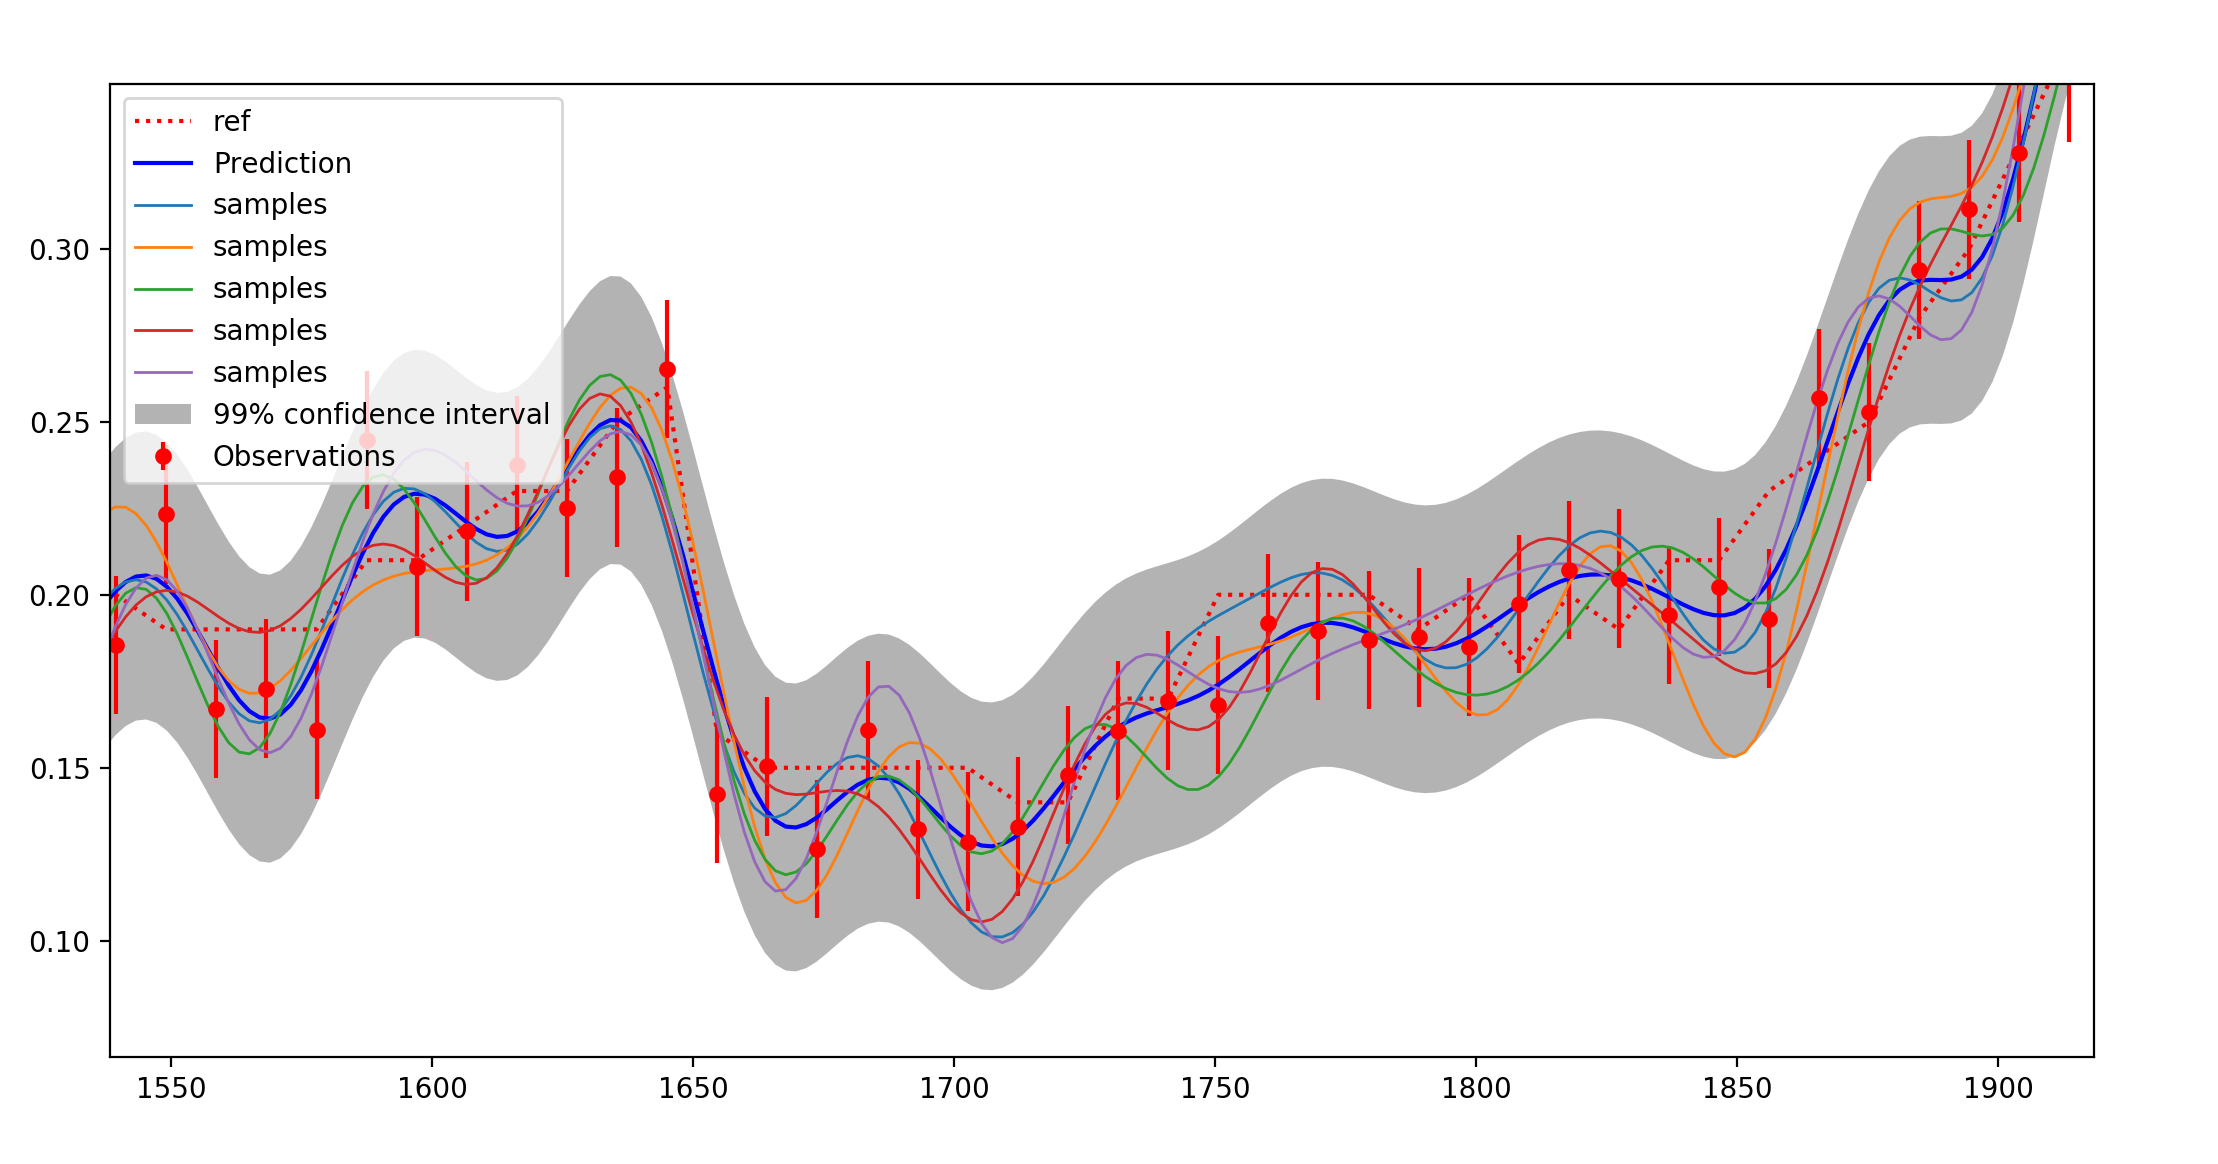 ref
Prediction
samples
samples
samples
samples
samples
99% confidence interval
Observations
0.30
0.25
0.20
0.15
0.10
1550 1600 1650 1700 1750 1800 1850 1900